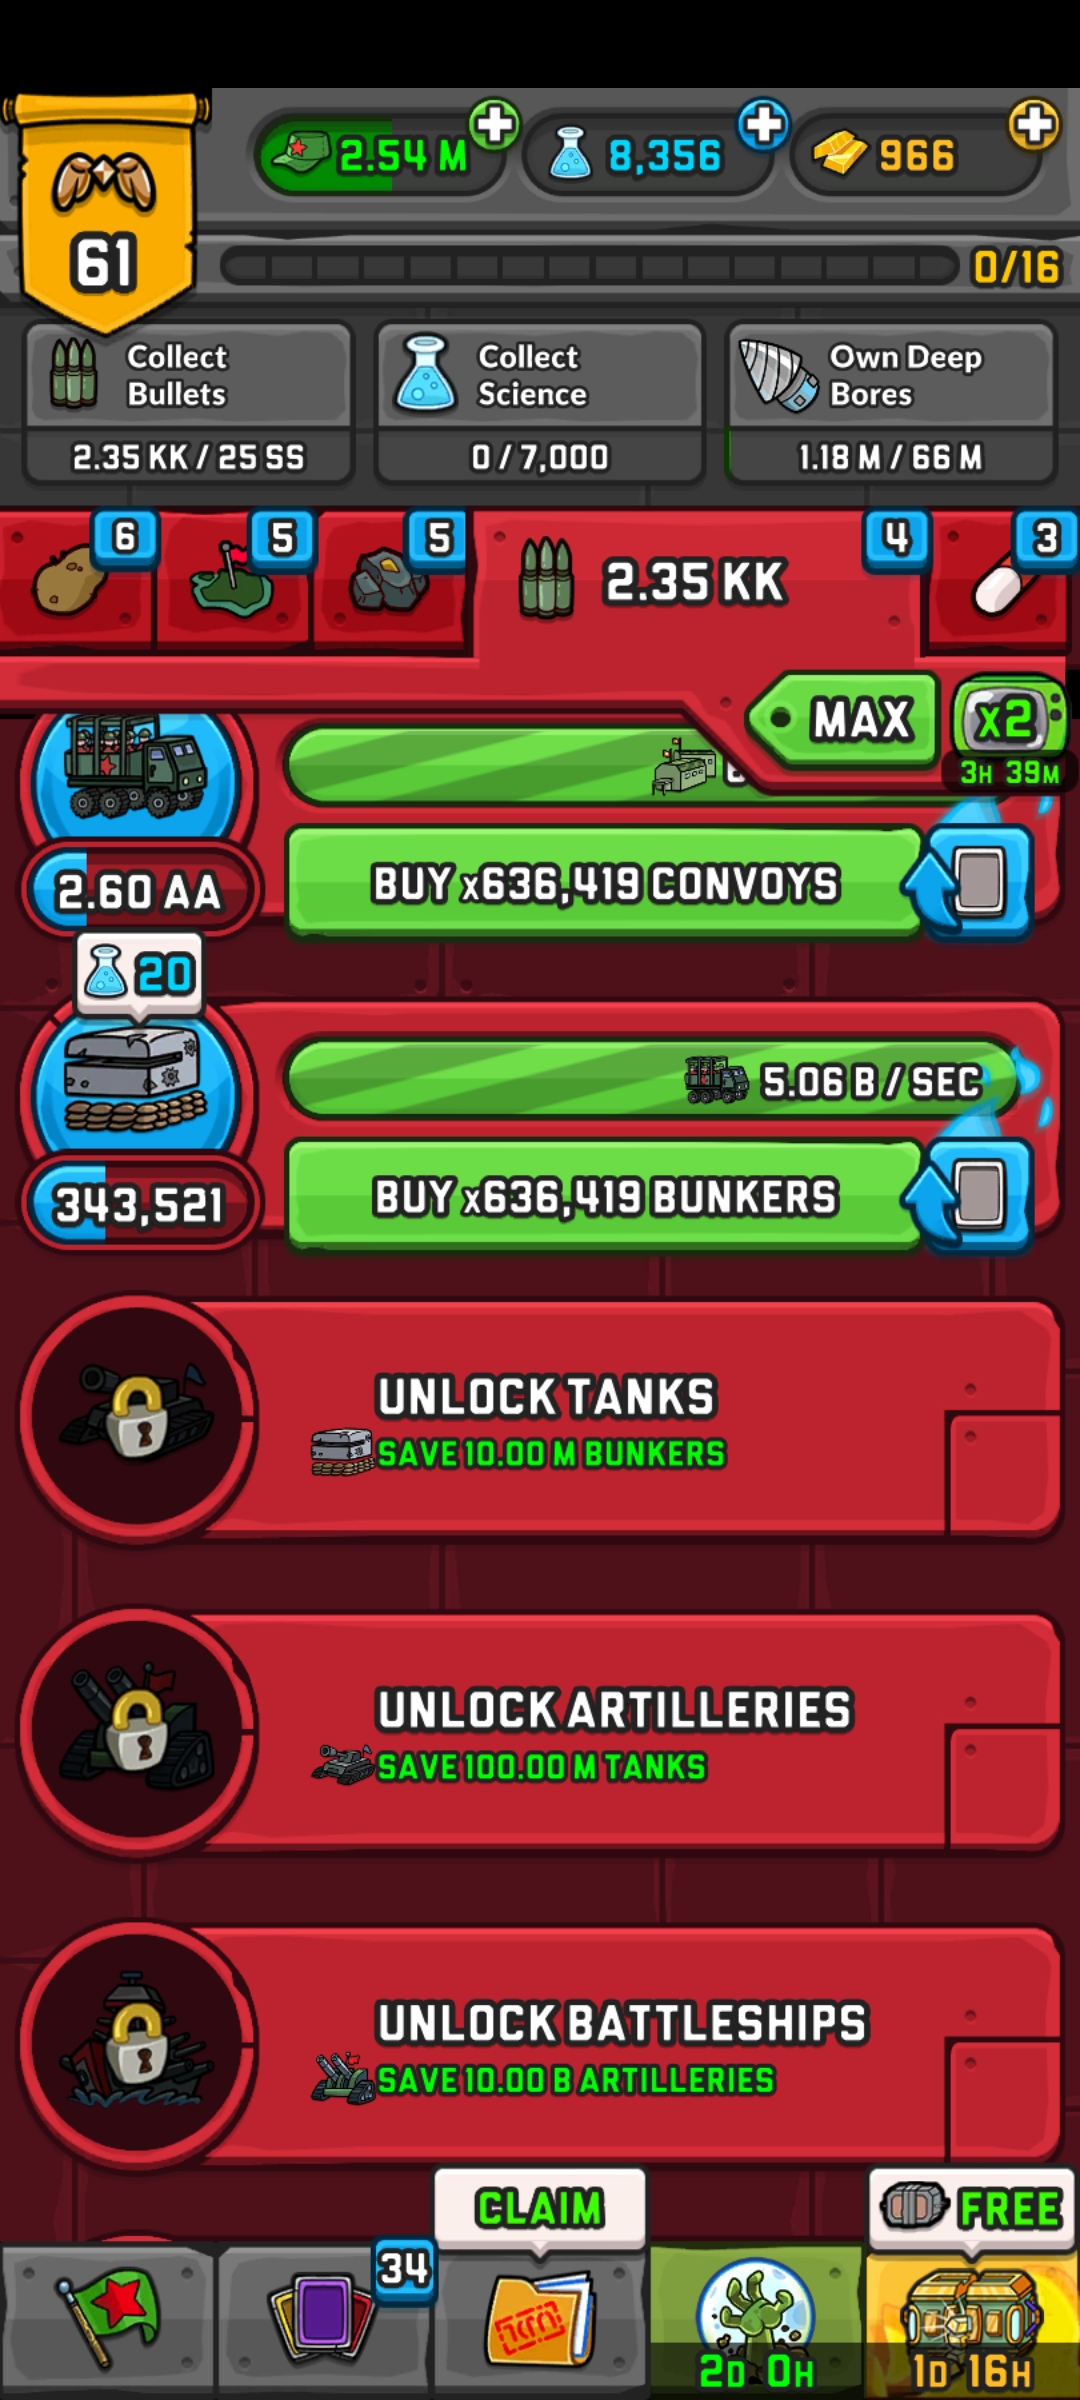 61
2.54 M
8,356
966
0/16
Collect
Bullets
2.35 KK / 25 SS
Collect
Science
0 / 7,000
Own Deep
Bores
1.18 M / 66 M
6
5
5
2.35 KK
4
3
MAX
x2
3H 39M
2.60 AA
BUY x636,419 CONVOYS
20
5.06 B / SEC
343,521
BUY x636,419 BUNKERS
UNLOCK TANKS
SAVE 10.00 M BUNKERS
UNLOCK ARTILLERIES
SAVE 100.00 M TANKS
UNLOCK BATTLESHIPS
SAVE 10.00 B ARTILLERIES
CLAIM
FREE
34
2D 0H
1D 16H